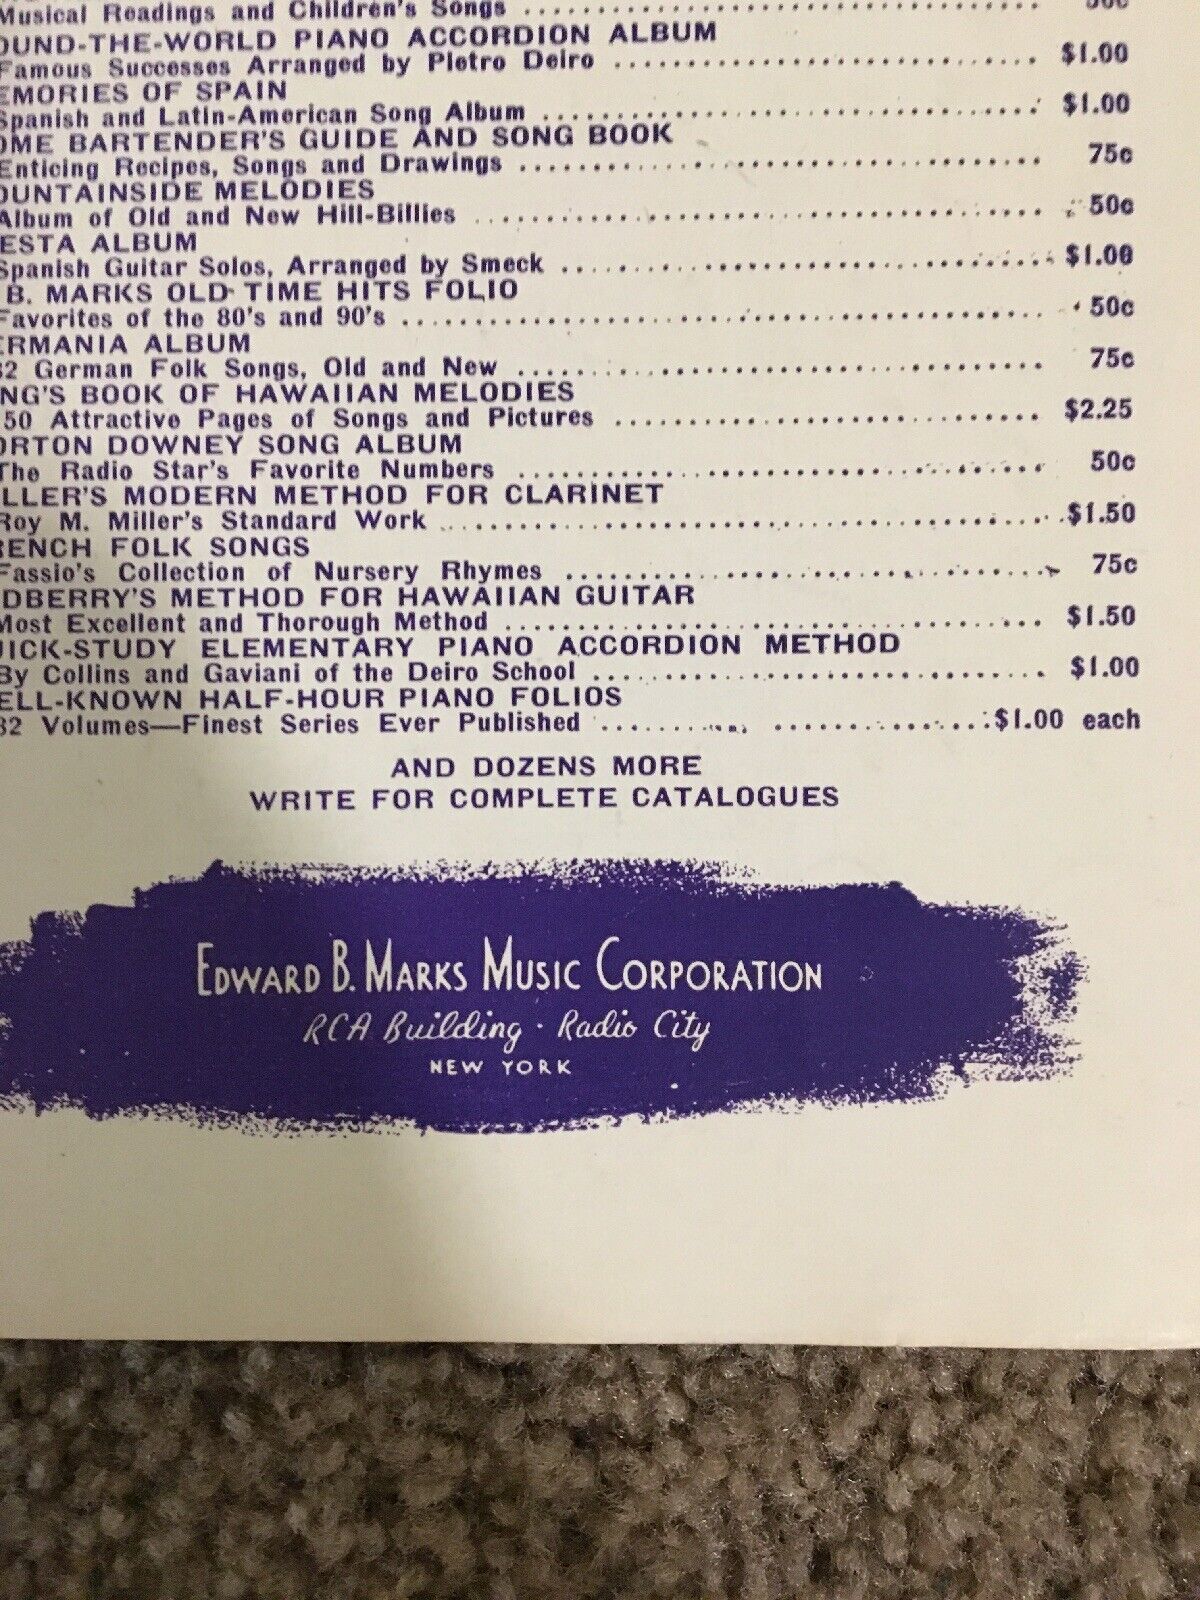 Musical Readings and Children's Songs
OUND-THE-WORLD PIANO ACCORDION ALBUM
Famous Successes Arranged by Pietro Deiro $1.00
EMORIES OF SPAIN
Spanish and Latin-American Song Album $1.00
OME BARTENDER'S GUIDE AND SONG BOOK
Enticing Recipes, Songs and Drawings 75c
OUNTAINSIDE MELODIES
Album of Old and New Hill-Billies 50c
ESTA ALBUM
Spanish Guitar Solos, Arranged by Smeck $1.00
B. MARKS OLD TIME HITS FOLIO
Favorites of the 80's and 90's 50c
ERMANIA ALBUM
32 German Folk Songs, Old and New 75c
NG'S BOOK OF HAWAIIAN MELODIES
50 Attractive Pages of Songs and Pictures $2.25
ORTON DOWNEY SONG ALBUM
The Radio Star's Favorite Numbers 50c
LLER'S MODERN METHOD FOR CLARINET
Roy M. Miller's Standard Work $1.50
RENCH FOLK SONGS
Fassio's Collection of Nursery Rhymes 75c
DBERRY'S METHOD FOR HAWAIIAN GUITAR
Most Excellent and Thorough Method $1.50
UICK-STUDY ELEMENTARY PIANO ACCORDION METHOD
By Collins and Gaviani of the Deiro School $1.00
ELL-KNOWN HALF-HOUR PIANO FOLIOS
32 Volumes—Finest Series Ever Published $1.00 each
AND DOZENS MORE
WRITE FOR COMPLETE CATALOGUES
EDWARD B. MARKS MUSIC CORPORATION
RCA Building · Radio City
NEW YORK